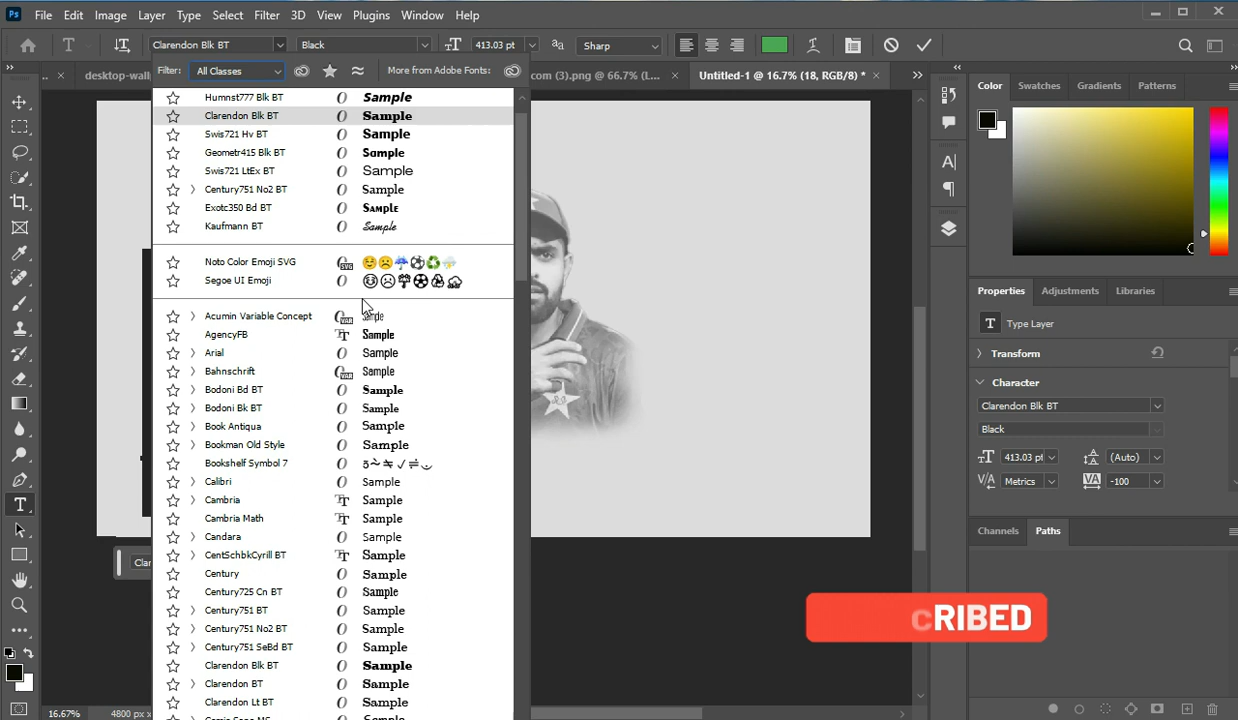 Ps File Edit Image Layer Type Select Filter 3D View Plugins Window Help
T Clarendon Blk BT Black 413.03 pt aa Sharp
.. × desktop-wall com (3).png @ 66.7% (L... × Untitled-1 @ 16.7% (18, RGB/8) * ×
Filter: All Classes More from Adobe Fonts:
Humnst777 Blk BT O Sample
Clarendon Blk BT O Sample
Swis721 Hv BT O Sample
Geometr415 Blk BT O Sample
Swis721 LtEx BT O Sample
Century751 No2 BT O Sample
Exotc350 Bd BT O Sample
Kaufmann BT O Sample
Noto Color Emoji SVG
Segoe UI Emoji O
Acumin Variable Concept
AgencyFB Sample
Arial O Sample
Bahnschrift Sample
Bodoni Bd BT O Sample
Bodoni Bk BT O Sample
Book Antiqua O Sample
Bookman Old Style O Sample
Bookshelf Symbol 7 O
Calibri O Sample
Cambria Sample
Cambria Math Sample
Candara O Sample
CentSchbkCyrill BT Sample
Century O Sample
Century725 Cn BT O Sample
Century751 BT O Sample
Century751 No2 BT O Sample
Century751 SeBd BT O Sample
Clarendon Blk BT O Sample
Clarendon BT O Sample
Clarendon Lt BT O Sample
Clar
16.67% 4800 px
Color Swatches Gradients Patterns
Properties Adjustments Libraries
T Type Layer
Transform
Character
Clarendon Blk BT
Black
413.03 pt (Auto)
Metrics -100
Channels Paths
CRIBED